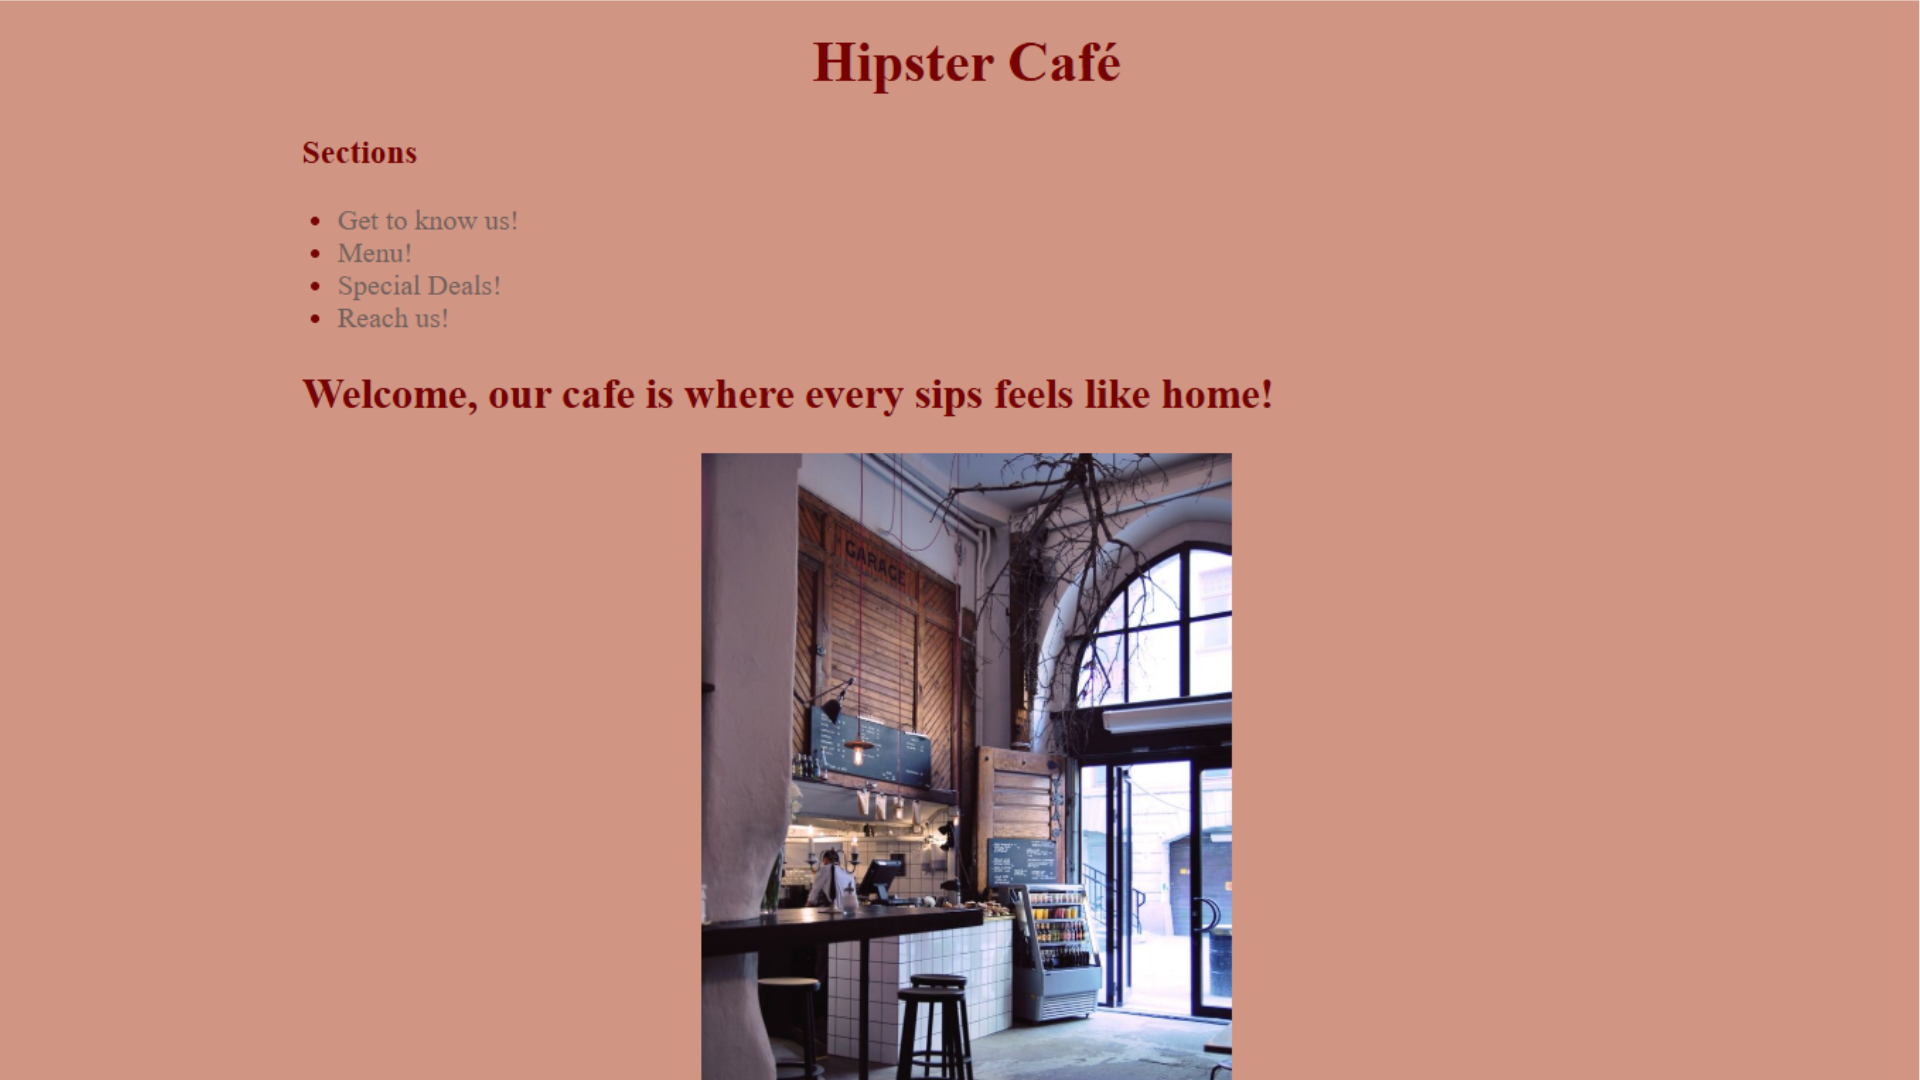 Hipster Café
Sections
Get to know us!
Menu!
Special Deals!
Reach us!
Welcome, our cafe is where every sips feels like home!
GARAGE